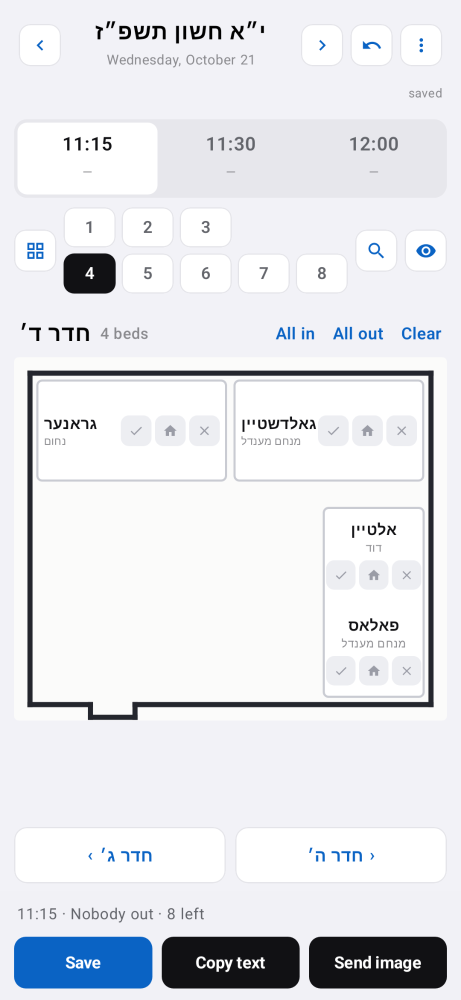 י״א חשון תשפ״ז
Wednesday, October 21
saved
11:15 11:30 12:00
– – –
1 2 3
4 5 6 7 8
חדר ד׳ 4 beds All in All out Clear
גראנער
נחום
גאלדשטיין
מנחם מענדל
אלטיין
דוד
פאלאס
מנחם מענדל
‹ חדר ג׳ חדר ה׳ ›
11:15 · Nobody out · 8 left
Save Copy text Send image